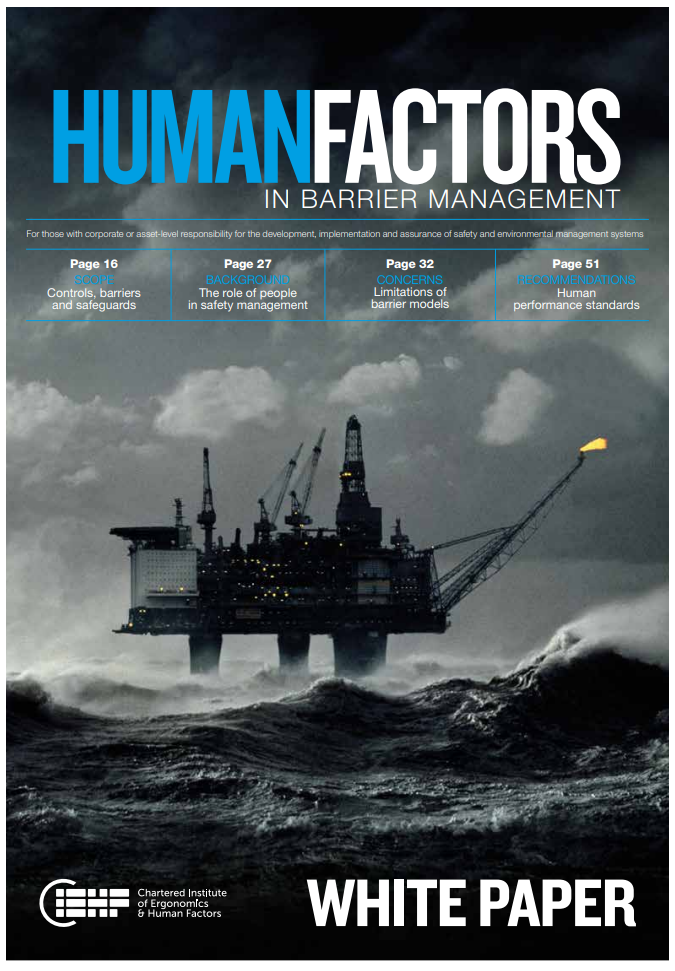 HUMANFACTORS
IN BARRIER MANAGEMENT
For those with corporate or asset-level responsibility for the development, implementation and assurance of safety and environmental management systems
Page 16
SCOPE
Controls, barriers
and safeguards
Page 27
BACKGROUND
The role of people
in safety management
Page 32
CONCERNS
Limitations of
barrier models
Page 51
RECOMMENDATIONS
Human
performance standards
IEHF
Chartered Institute
of Ergonomics
& Human Factors
WHITE PAPER